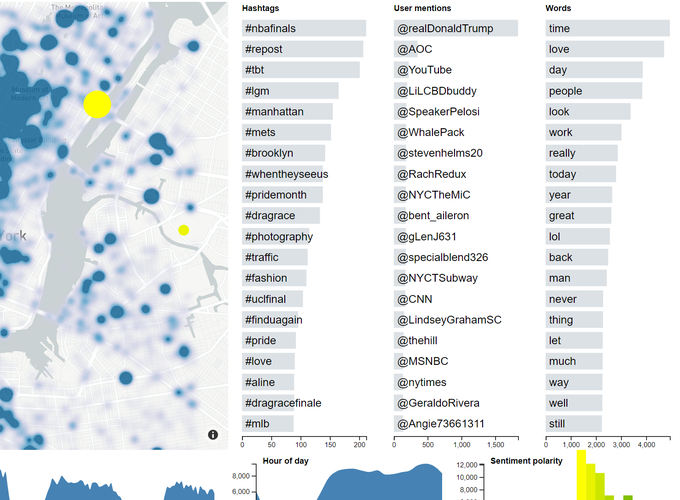 The Metropolitan
Museum of
York
Hashtags
#nbafinals
#repost
#tbt
#lgm
#manhattan
#mets
#brooklyn
#whentheyseeus
#pridemonth
#dragrace
#photography
#traffic
#fashion
#uclfinal
#finduagain
#pride
#love
#aline
#dragracefinale
#mlb
0 50 100 150 200
User mentions
@realDonaldTrump
@AOC
@YouTube
@LiLCBDbuddy
@SpeakerPelosi
@WhalePack
@stevenhelms20
@RachRedux
@NYCTheMiC
@bent_aileron
@gLenJ631
@specialblend326
@NYCTSubway
@CNN
@LindseyGrahamSC
@thehill
@MSNBC
@nytimes
@GeraldoRivera
@Angie73661311
0 500 1,000 1,500
Words
time
love
day
people
look
work
really
today
year
great
lol
back
man
never
thing
let
much
way
well
still
0 1,000 2,000 3,000 4,000
Hour of day
8,000
6,000
Sentiment polarity
12,000
10,000
8,000